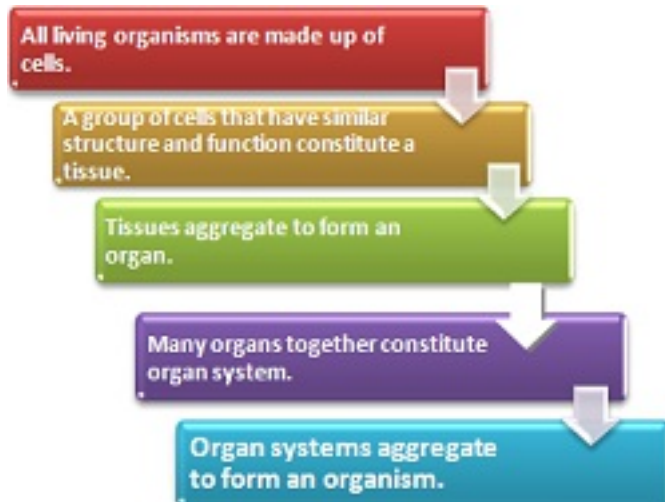 All living organisms are made up of
cells.
A group of cells that have similar
structure and function constitute a
tissue.
Tissues aggregate to form an
organ.
Many organs together constitute
organ system.
Organ systems aggregate
to form an organism.